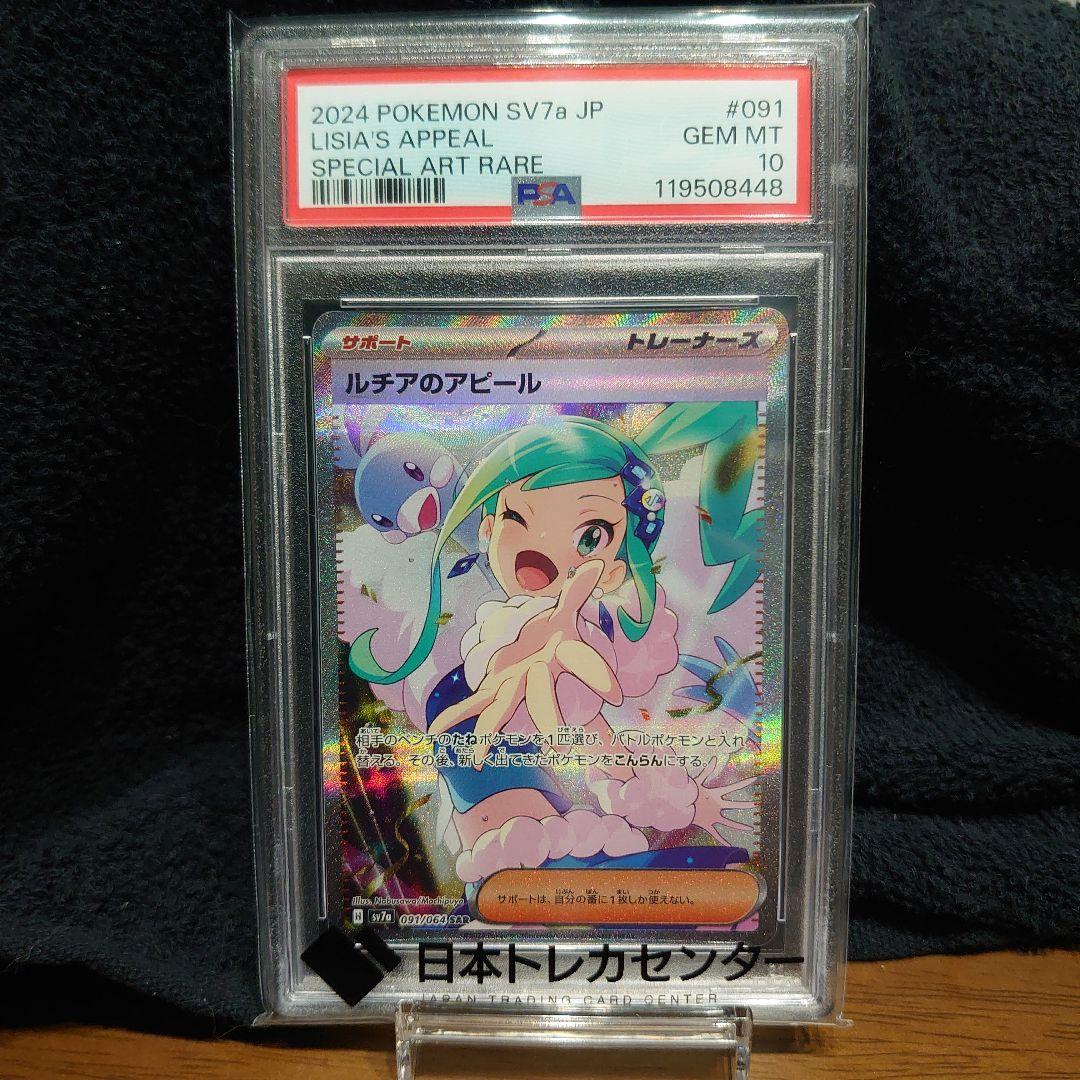 2024 POKEMON SV7a JP #091
LISIA'S APPEAL GEM MT
SPECIAL ART RARE 10
PSA 119508448
サポート トレーナーズ
ルチアのアピール
相手のベンチのたねポケモンを1匹選び、バトルポケモンと入れ
替える。その後、新しく出てきたポケモンをこんらんにする。
サポートは、自分の番に1枚しか使えない。
Illus. Nobusawa/Mochipuyo
H sv7a 091/064 SAR
日本トレカセンター
JAPAN TRADING CARD CENTER